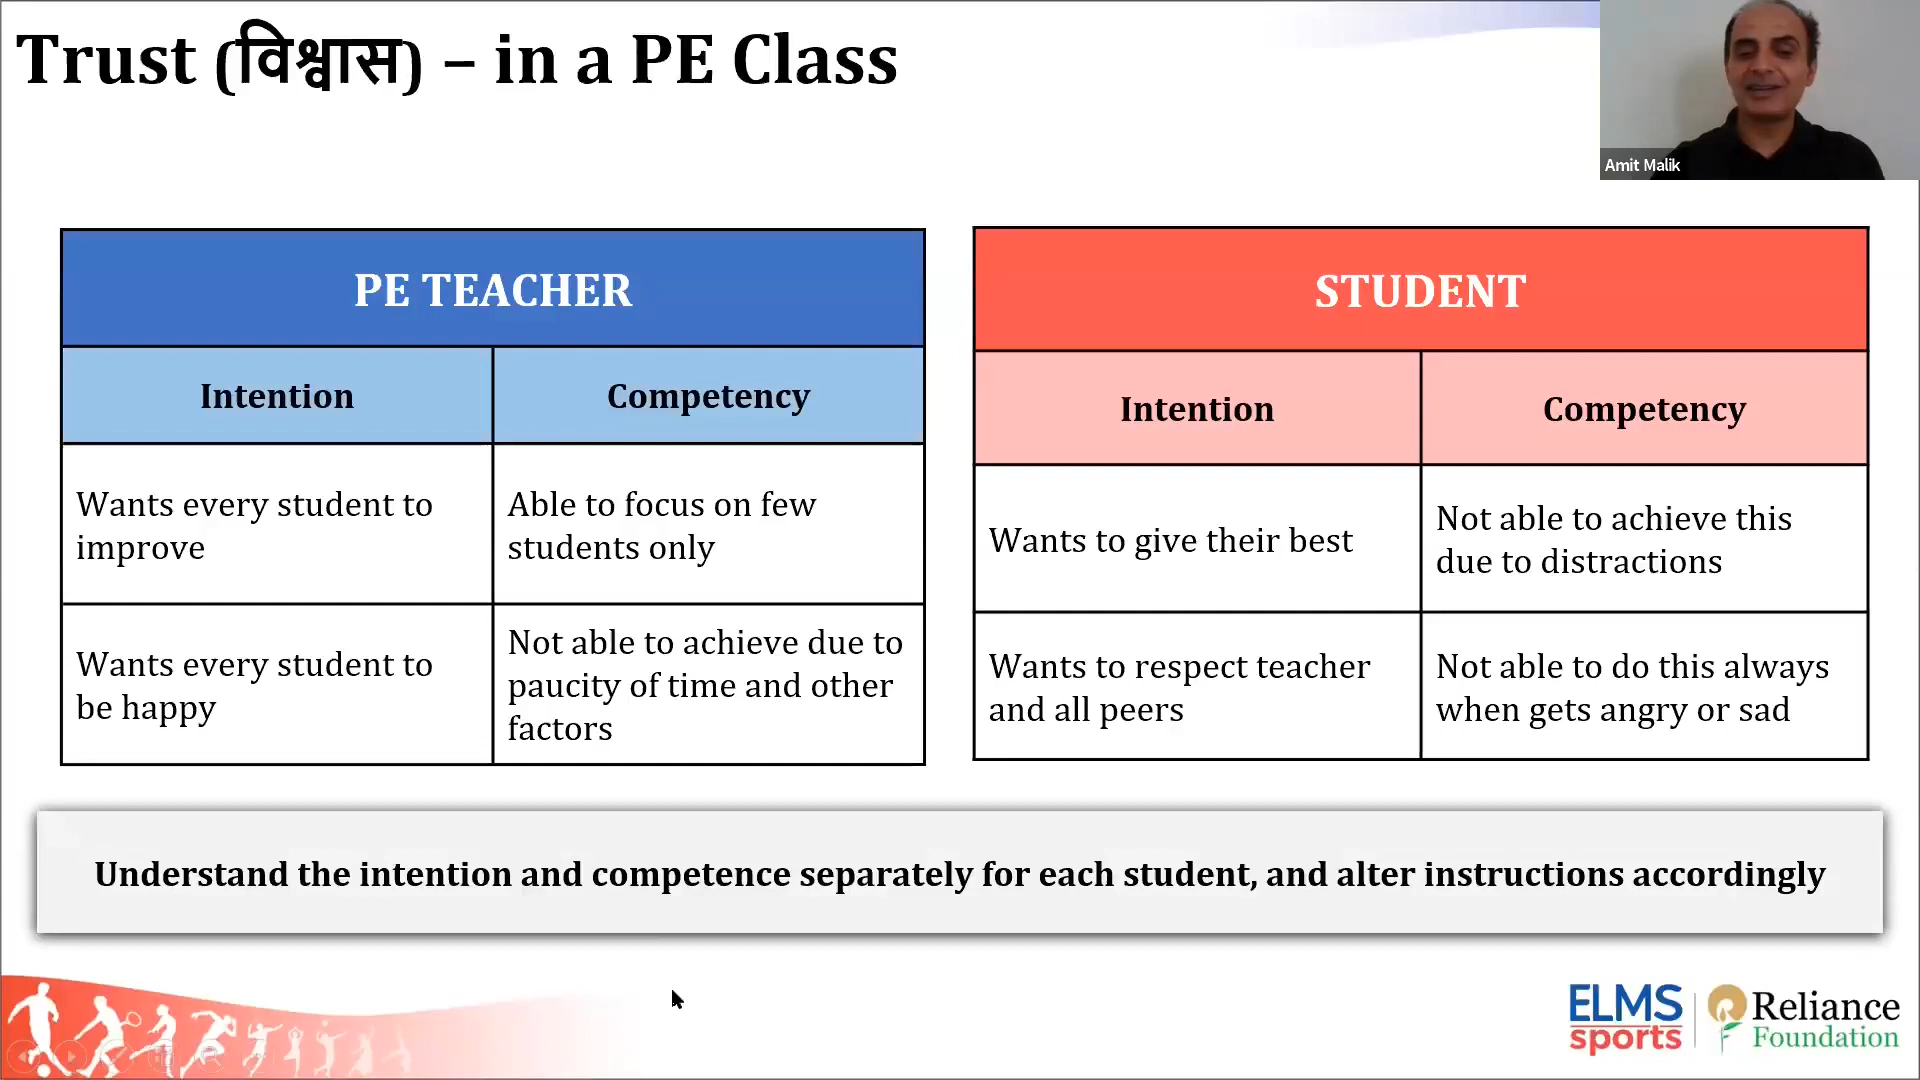 Trust (विश्वास) – in a PE Class
Amit Malik
PE TEACHER
Intention
Competency
Wants every student to
improve
Able to focus on few
students only
Wants every student to
be happy
Not able to achieve due to
paucity of time and other
factors
STUDENT
Intention
Competency
Wants to give their best
Not able to achieve this
due to distractions
Wants to respect teacher
and all peers
Not able to do this always
when gets angry or sad
Understand the intention and competence separately for each student, and alter instructions accordingly
ELMS
sports
Reliance
Foundation